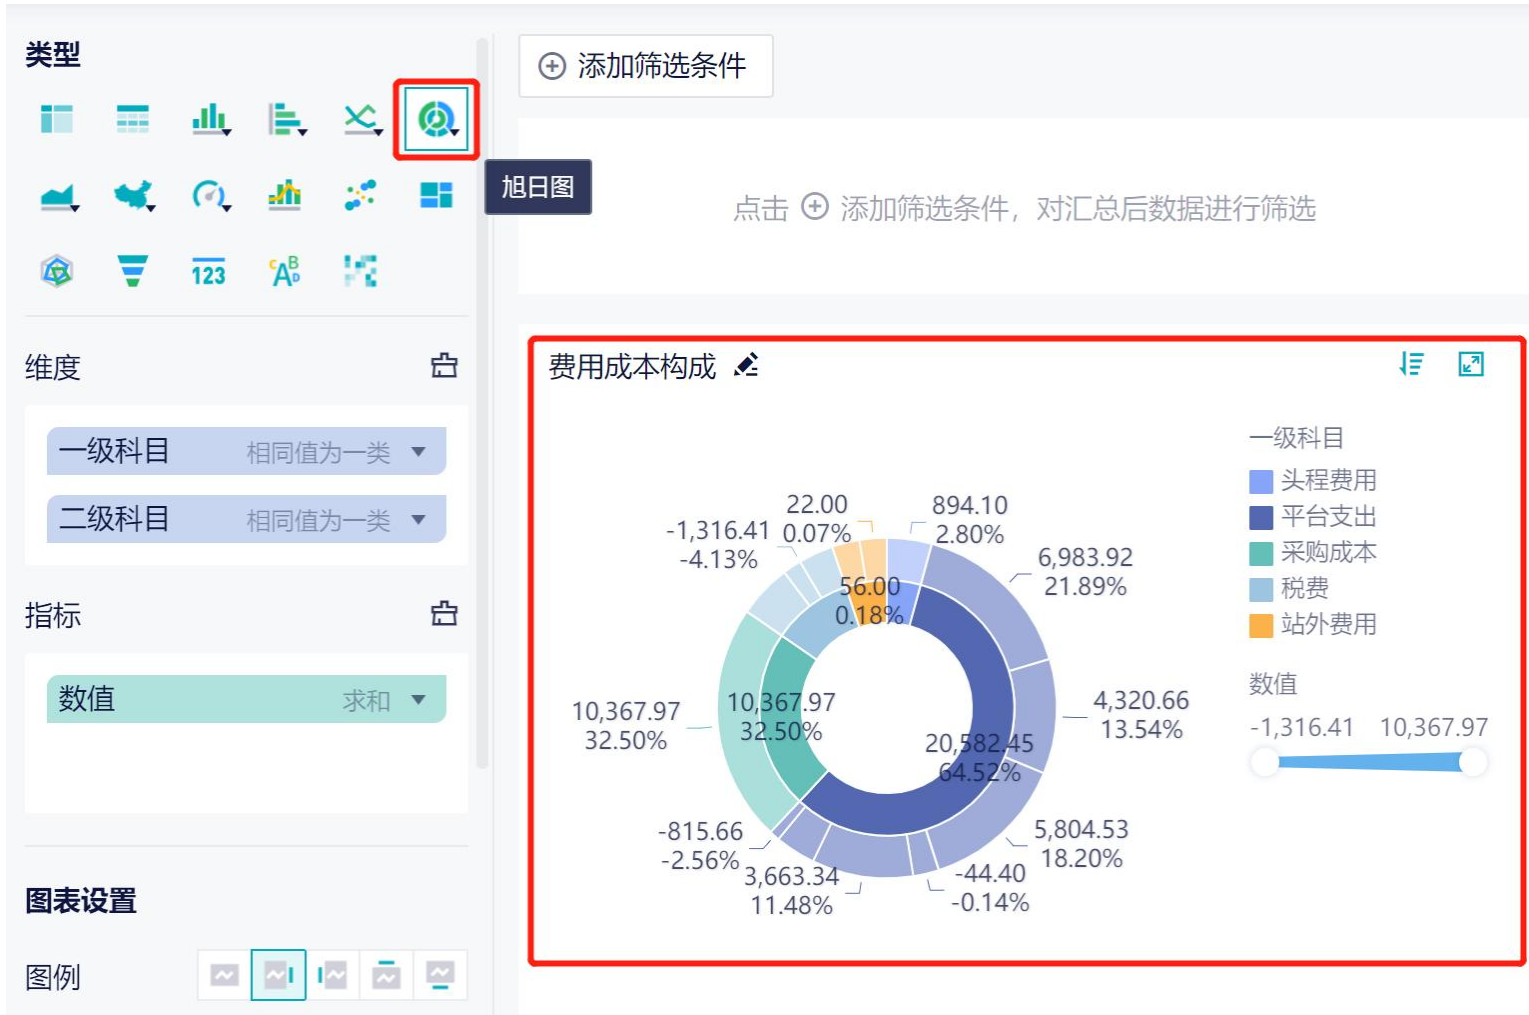 类型
添加筛选条件
旭日图
点击 添加筛选条件，对汇总后数据进行筛选
123
C A B D
维度
一级科目 相同值为一类
二级科目 相同值为一类
指标
数值 求和
图表设置
图例
费用成本构成
22.00
0.07%
894.10
2.80%
-1,316.41
-4.13%
6,983.92
21.89%
56.00
0.18%
10,367.97
32.50%
10,367.97
32.50%
4,320.66
13.54%
20,582.45
64.52%
-815.66
-2.56%
5,804.53
18.20%
3,663.34
11.48%
-44.40
-0.14%
一级科目
头程费用
平台支出
采购成本
税费
站外费用
数值
-1,316.41 10,367.97